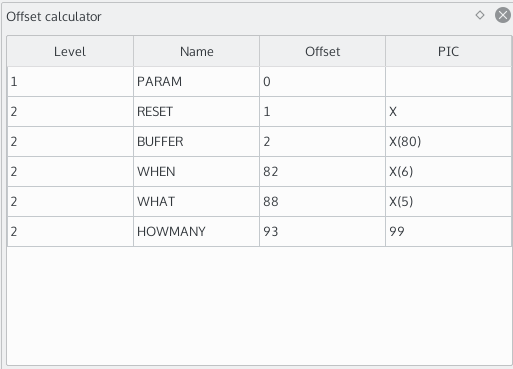 Offset calculator
Level Name Offset PIC
1 PARAM 0
2 RESET 1 X
2 BUFFER 2 X(80)
2 WHEN 82 X(6)
2 WHAT 88 X(5)
2 HOWMANY 93 99